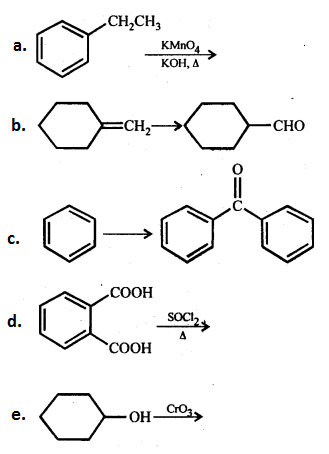 a. CH₂CH₃ KMnO₄
KOH, Δ
b. =CH₂ CHO
O
C
c.
COOH
d. SOCl₂
Δ
COOH
e. OH CrO₃